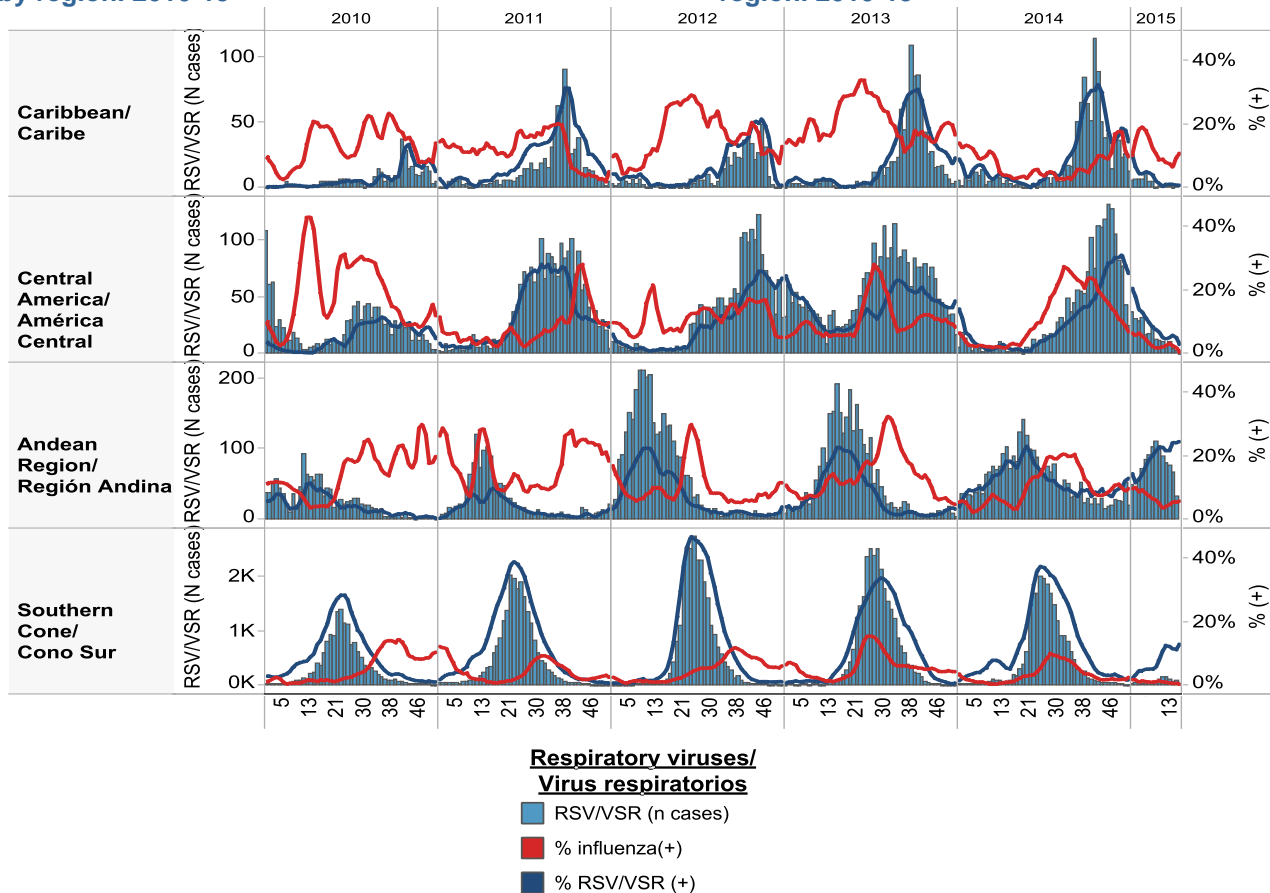 2010 2011 2012 2013 2014 2015
Caribbean/
Caribe
RSV/VSR (N cases)
100
50
0
40%
20%
0%
% (+)
Central
America/
América
Central
RSV/VSR (N cases)
100
50
0
40%
20%
0%
% (+)
Andean
Region/
Región Andina
RSV/VSR (N cases)
200
100
0
40%
20%
0%
% (+)
Southern
Cone/
Cono Sur
RSV/VSR (N cases)
2K
1K
0K
40%
20%
0%
% (+)
5 13 21 30 38 46 5 13 21 30 38 46 5 13 21 30 38 46 5 13 21 30 38 46 5 13 21 30 38 46 13
Respiratory viruses/
Virus respiratorios
RSV/VSR (n cases)
% influenza(+)
% RSV/VSR (+)